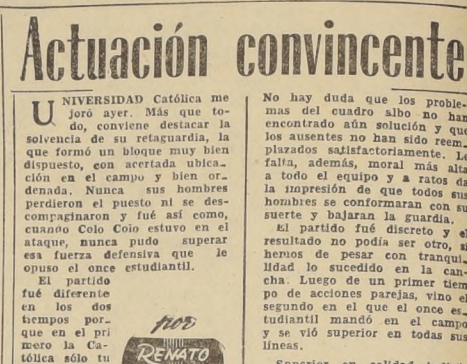 Actuación convincente
UNIVERSIDAD Católica me
joró ayer. Más que to-
do, conviene destacar la
solvencia de su retaguardia, la
que formó un bloque muy bien
dispuesto, con acertada ubica-
ción en el campo y bien or-
denada. Nunca sus hombres
perdieron el puesto ni se des-
compaginaron y fué así como,
cuando Colo Colo estuvo en el
ataque, nunca pudo superar
esa fuerza defensiva que le
opuso el once estudiantil.
El partido
fué diferente
en los dos
tiempos por-
que en el pri
mero la Ca-
tólica sólo tu
por
RENATO
No hay duda que los proble-
mas del cuadro albo no han
encontrado aún solución y que
los ausentes no han sido reem-
plazados satisfactoriamente. Le
falta, además, moral más alta
a todo el equipo y a ratos da
la impresión de que todos sus
hombres se conformaran con su
suerte y bajaran la guardia.
El partido fué discreto y el
resultado no podía ser otro, si
hemos de pesar con tranqui-
lidad lo sucedido en la can-
cha. Luego de un primer tiem
po de acciones parejas, vino el
segundo en el que el once es-
tudiantil mandó en el campo
y se vió superior en todas sus
líneas.